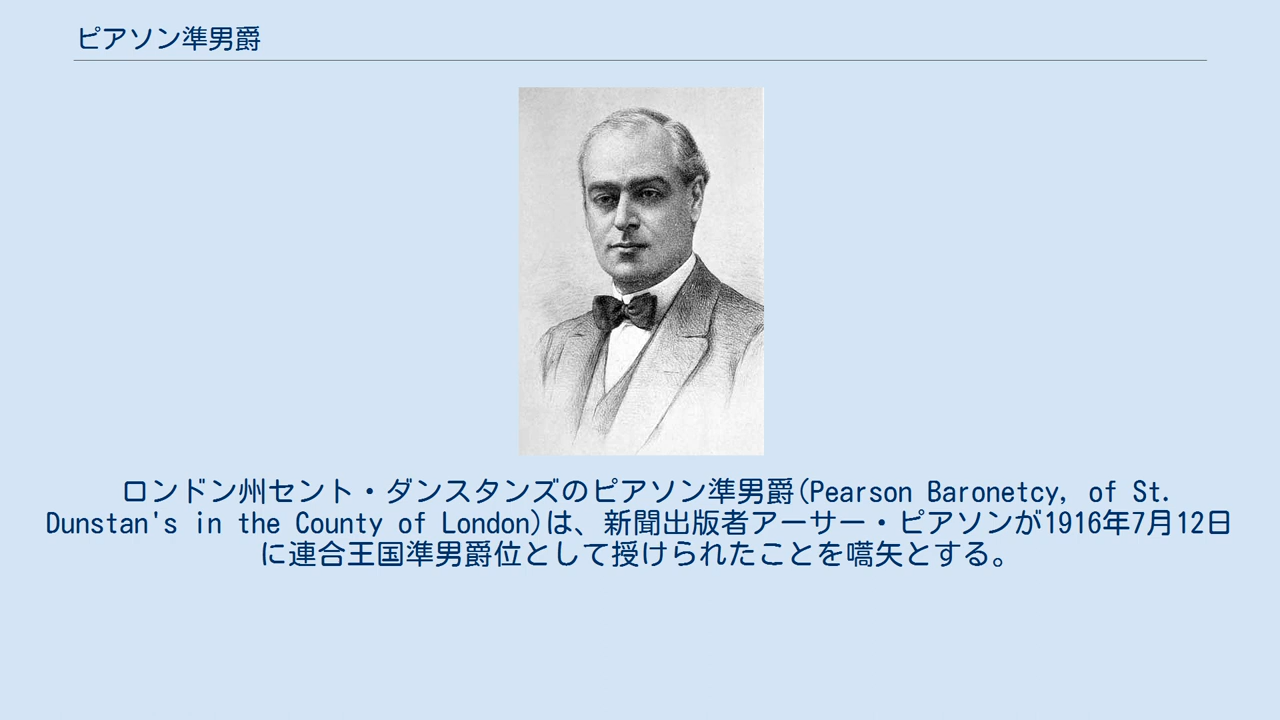 ピアソン準男爵
ロンドン州セント・ダンスタンズのピアソン準男爵(Pearson Baronetcy, of St.
Dunstan's in the County of London)は、新聞出版者アーサー・ピアソンが1916年7月12日
に連合王国準男爵位として授けられたことを嚆矢とする。